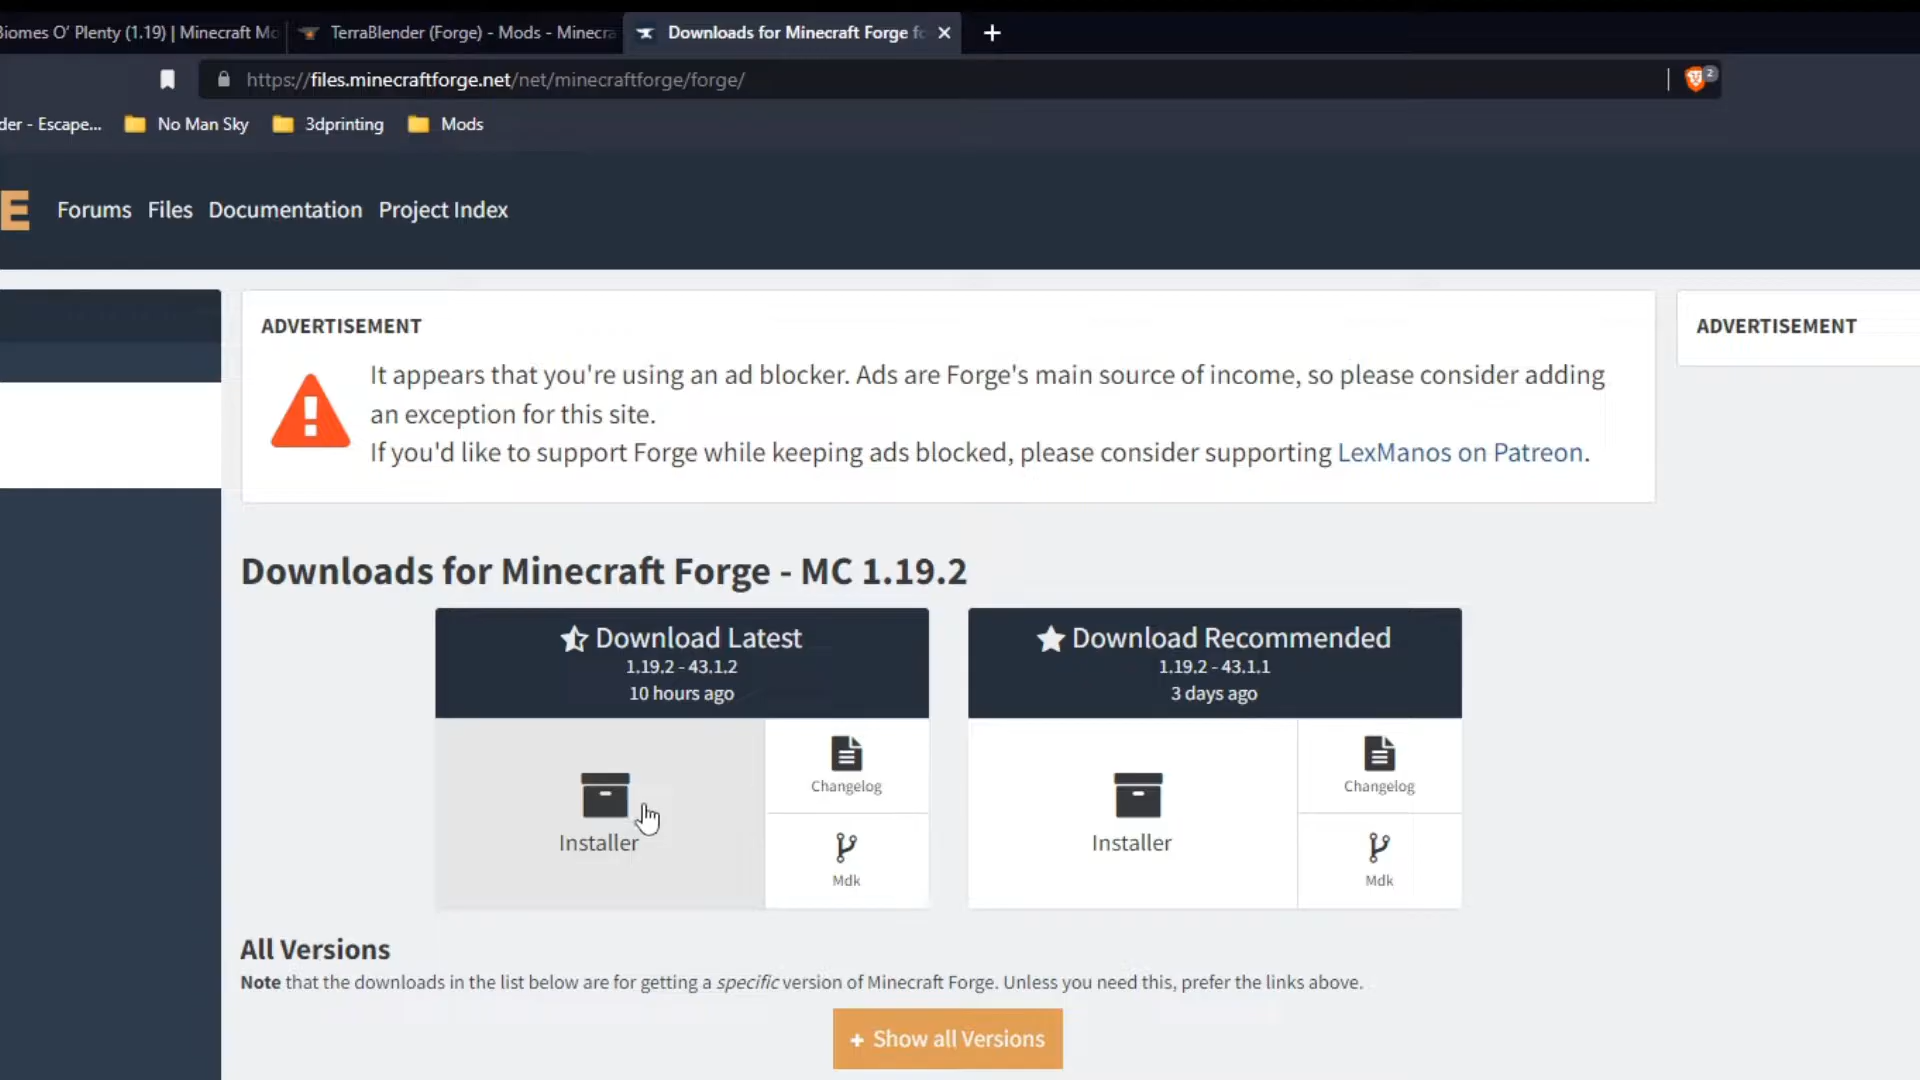 Biomes O' Plenty (1.19) | Minecraft Mo
TerraBlender (Forge) - Mods - Minecra
Downloads for Minecraft Forge fo
https://files.minecraftforge.net/net/minecraftforge/forge/
2
der - Escape...
No Man Sky
3dprinting
Mods
E
Forums
Files
Documentation
Project Index
ADVERTISEMENT
It appears that you're using an ad blocker. Ads are Forge's main source of income, so please consider adding
an exception for this site.
If you'd like to support Forge while keeping ads blocked, please consider supporting LexManos on Patreon.
ADVERTISEMENT
Downloads for Minecraft Forge - MC 1.19.2
Download Latest
1.19.2 - 43.1.2
10 hours ago
Installer
Changelog
Mdk
Download Recommended
1.19.2 - 43.1.1
3 days ago
Installer
Changelog
Mdk
All Versions
Note that the downloads in the list below are for getting a specific version of Minecraft Forge. Unless you need this, prefer the links above.
+ Show all Versions